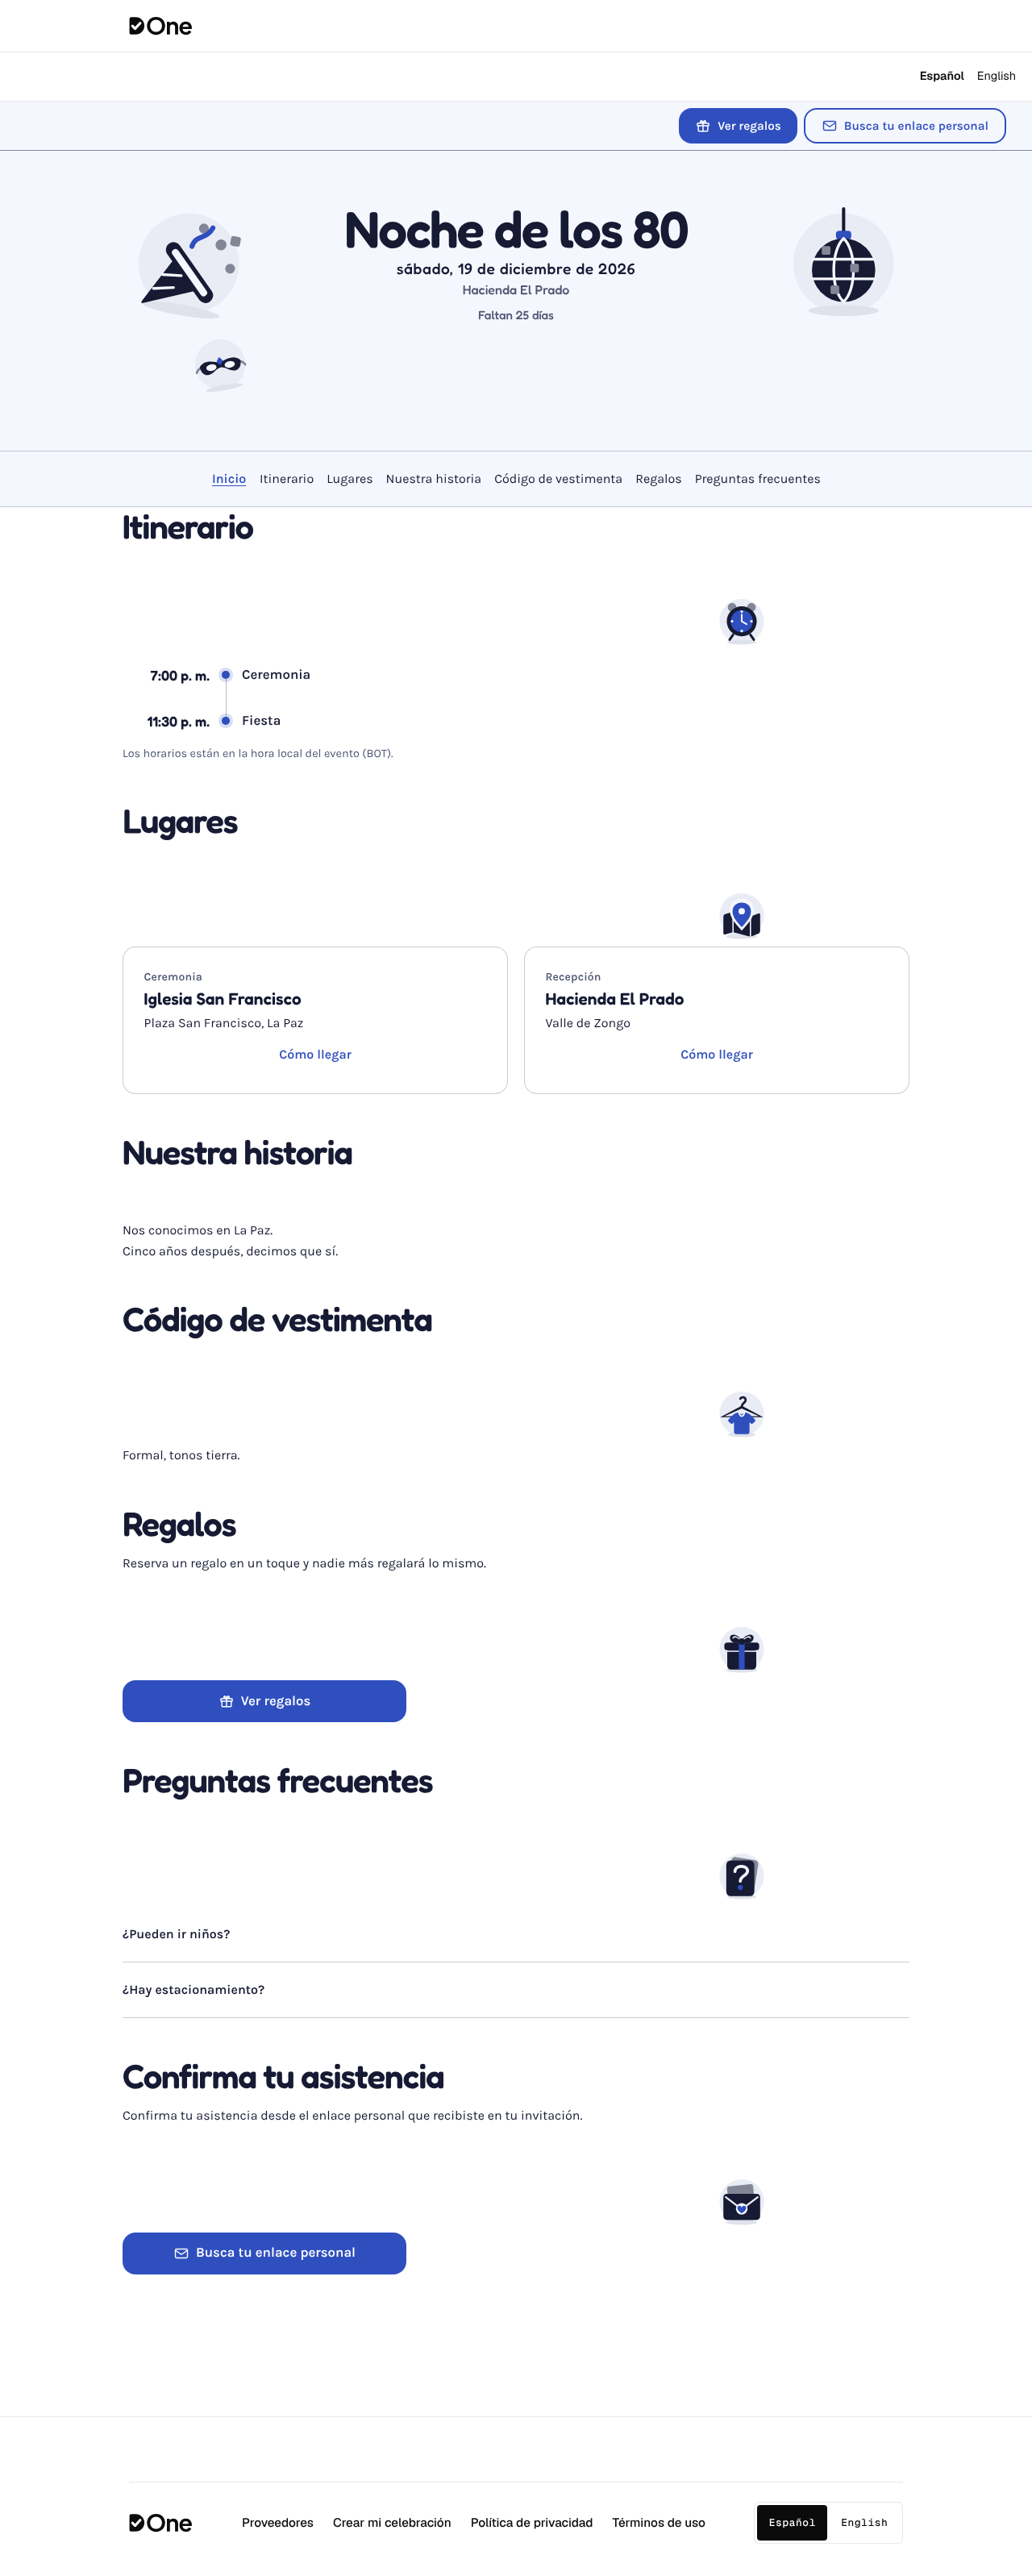 DOne
Español English
Ver regalos Busca tu enlace personal
Noche de los 80
sábado, 19 de diciembre de 2026
Hacienda El Prado
Faltan 25 días
Inicio Itinerario Lugares Nuestra historia Código de vestimenta Regalos Preguntas frecuentes
Itinerario
7:00 p. m. Ceremonia
11:30 p. m. Fiesta
Los horarios están en la hora local del evento (BOT).
Lugares
Ceremonia
Iglesia San Francisco
Plaza San Francisco, La Paz
Cómo llegar
Recepción
Hacienda El Prado
Valle de Zongo
Cómo llegar
Nuestra historia
Nos conocimos en La Paz.
Cinco años después, decimos que sí.
Código de vestimenta
Formal, tonos tierra.
Regalos
Reserva un regalo en un toque y nadie más regalará lo mismo.
Ver regalos
Preguntas frecuentes
?
¿Pueden ir niños?
¿Hay estacionamiento?
Confirma tu asistencia
Confirma tu asistencia desde el enlace personal que recibiste en tu invitación.
Busca tu enlace personal
DOne Proveedores Crear mi celebración Política de privacidad Términos de uso Español English